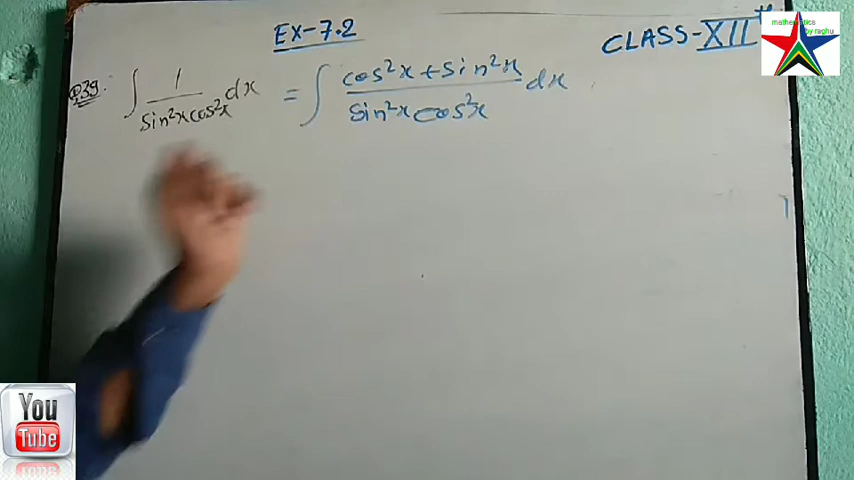 EX-7.2
CLASS-XII
mathematics by raghu
Q39. ∫ 1/(sin²x cos²x) dx = ∫ (cos²x + sin²x)/(sin²x cos²x) dx
You Tube